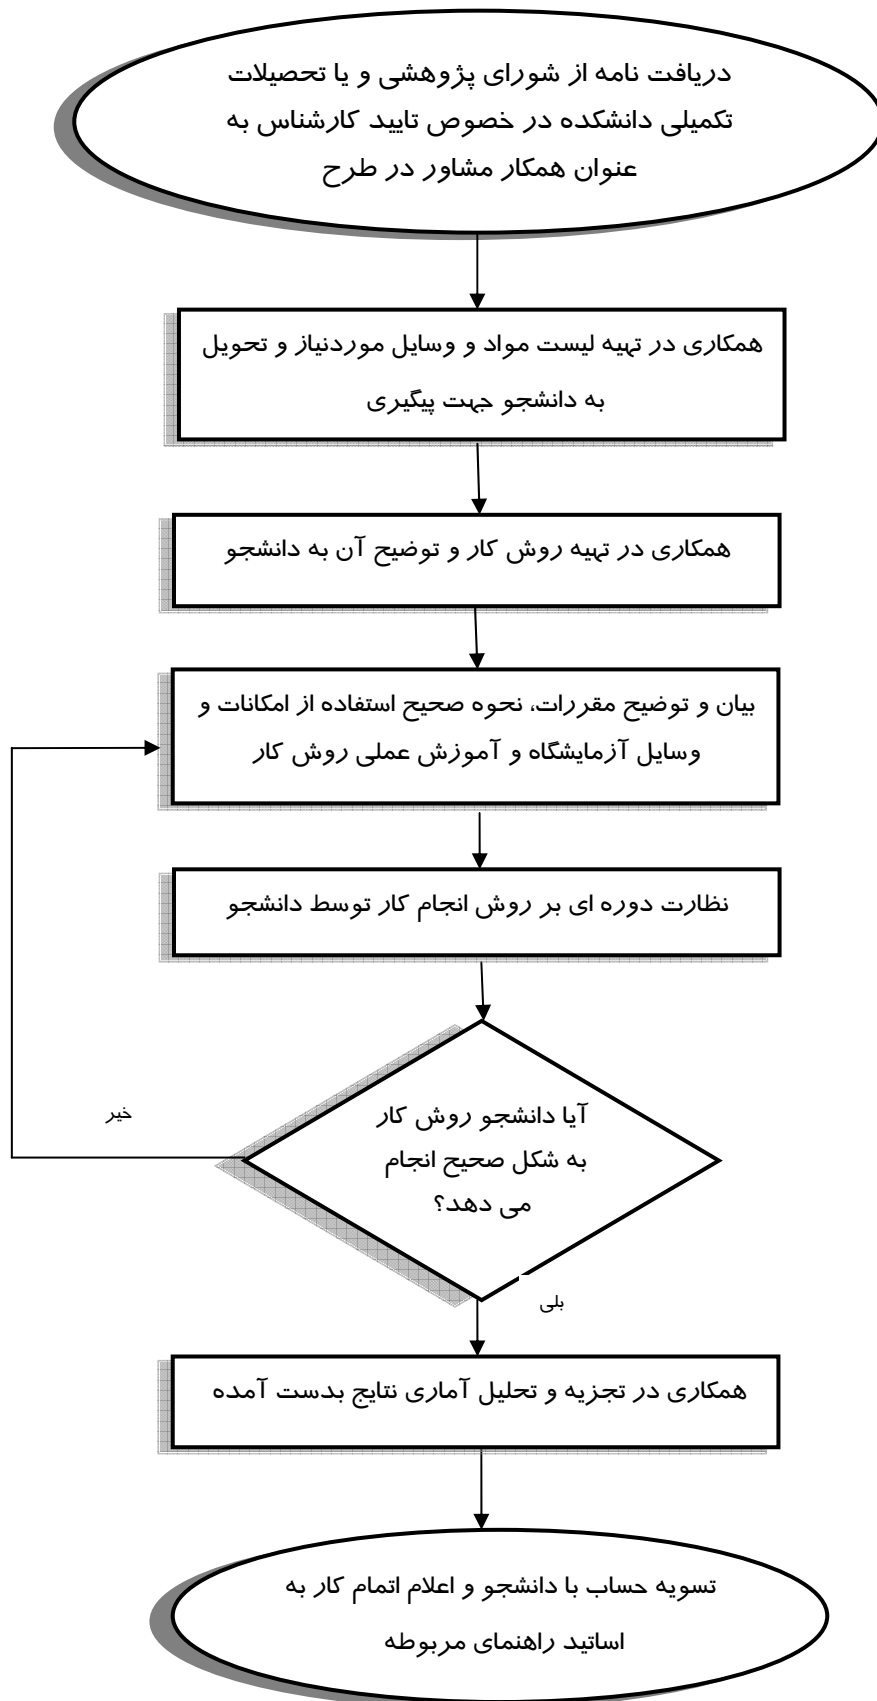 دریافت نامه از شورای پژوهشی و یا تحصیلات
تکمیلی دانشکده در خصوص تایید کارشناس به
عنوان همکار مشاور در طرح
همکاری در تهیه لیست مواد و وسایل موردنیاز و تحویل
به دانشجو جهت پیگیری
همکاری در تهیه روش کار و توضیح آن به دانشجو
بیان و توضیح مقررات، نحوه صحیح استفاده از امکانات و
وسایل آزمایشگاه و آموزش عملی روش کار
نظارت دوره ای بر روش انجام کار توسط دانشجو
آیا دانشجو روش کار
به شکل صحیح انجام
می دهد؟
خیر
بلی
همکاری در تجزیه و تحلیل آماری نتایج بدست آمده
تسویه حساب با دانشجو و اعلام اتمام کار به
اساتید راهنمای مربوطه